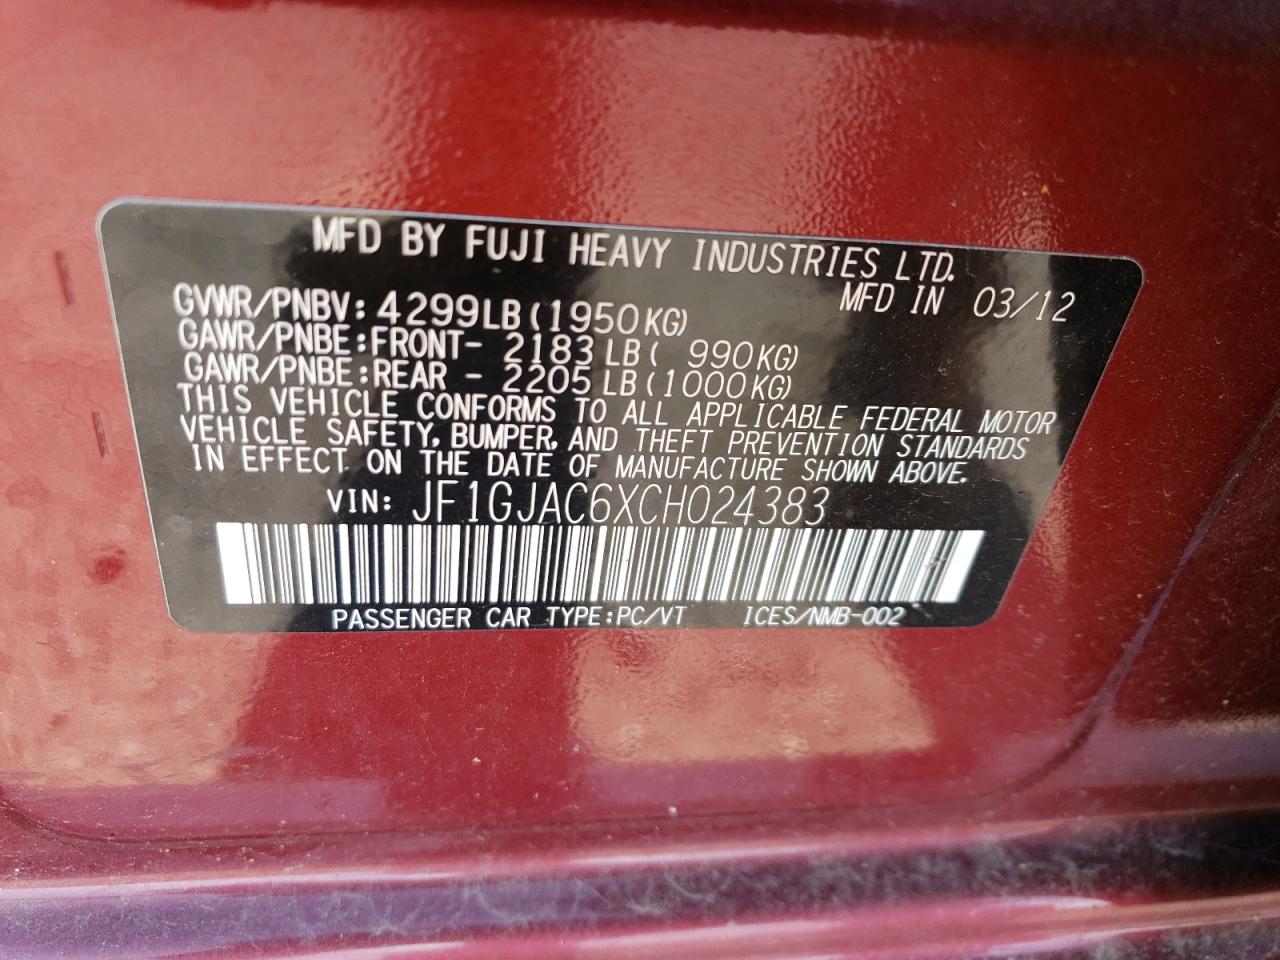 MFD BY FUJI HEAVY INDUSTRIES LTD.
MFD IN 03/12
GVWR/PNBV: 4299LB(1950KG)
GAWR/PNBE:FRONT- 2183LB( 990KG)
GAWR/PNBE:REAR - 2205LB(1000KG)
THIS VEHICLE CONFORMS TO ALL APPLICABLE FEDERAL MOTOR
VEHICLE SAFETY, BUMPER, AND THEFT PREVENTION STANDARDS
IN EFFECT ON THE DATE OF MANUFACTURE SHOWN ABOVE.
VIN: JF1GJAC6XCH024383
PASSENGER CAR TYPE:PC/VT ICES/NMB-002